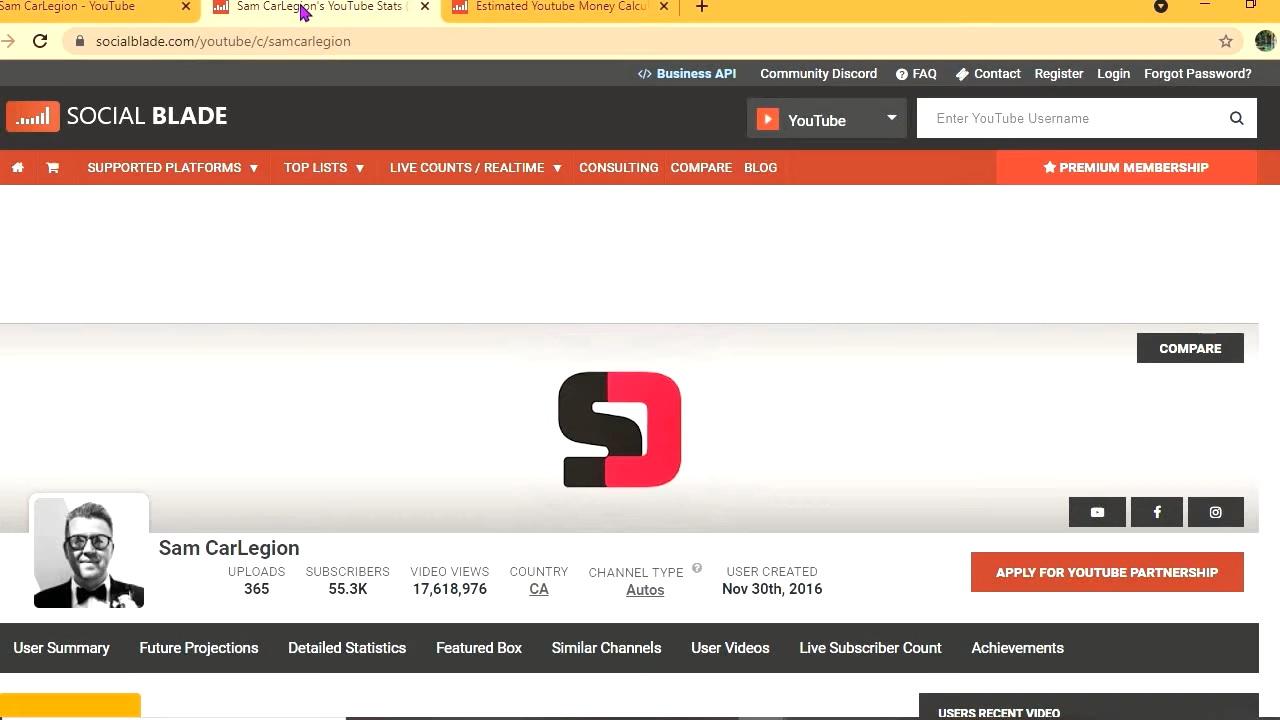 Sam CarLegion - YouTube
Sam CarLegion's YouTube Stats (
Estimated Youtube Money Calcu
socialblade.com/youtube/c/samcarlegion
</> Business API Community Discord FAQ Contact Register Login Forgot Password?
SOCIAL BLADE
YouTube
Enter YouTube Username
SUPPORTED PLATFORMS TOP LISTS LIVE COUNTS / REALTIME CONSULTING COMPARE BLOG PREMIUM MEMBERSHIP
COMPARE
Sam CarLegion
UPLOADS SUBSCRIBERS VIDEO VIEWS COUNTRY CHANNEL TYPE USER CREATED
365 55.3K 17,618,976 CA Autos Nov 30th, 2016
APPLY FOR YOUTUBE PARTNERSHIP
User Summary Future Projections Detailed Statistics Featured Box Similar Channels User Videos Live Subscriber Count Achievements
USERS RECENT VIDEO